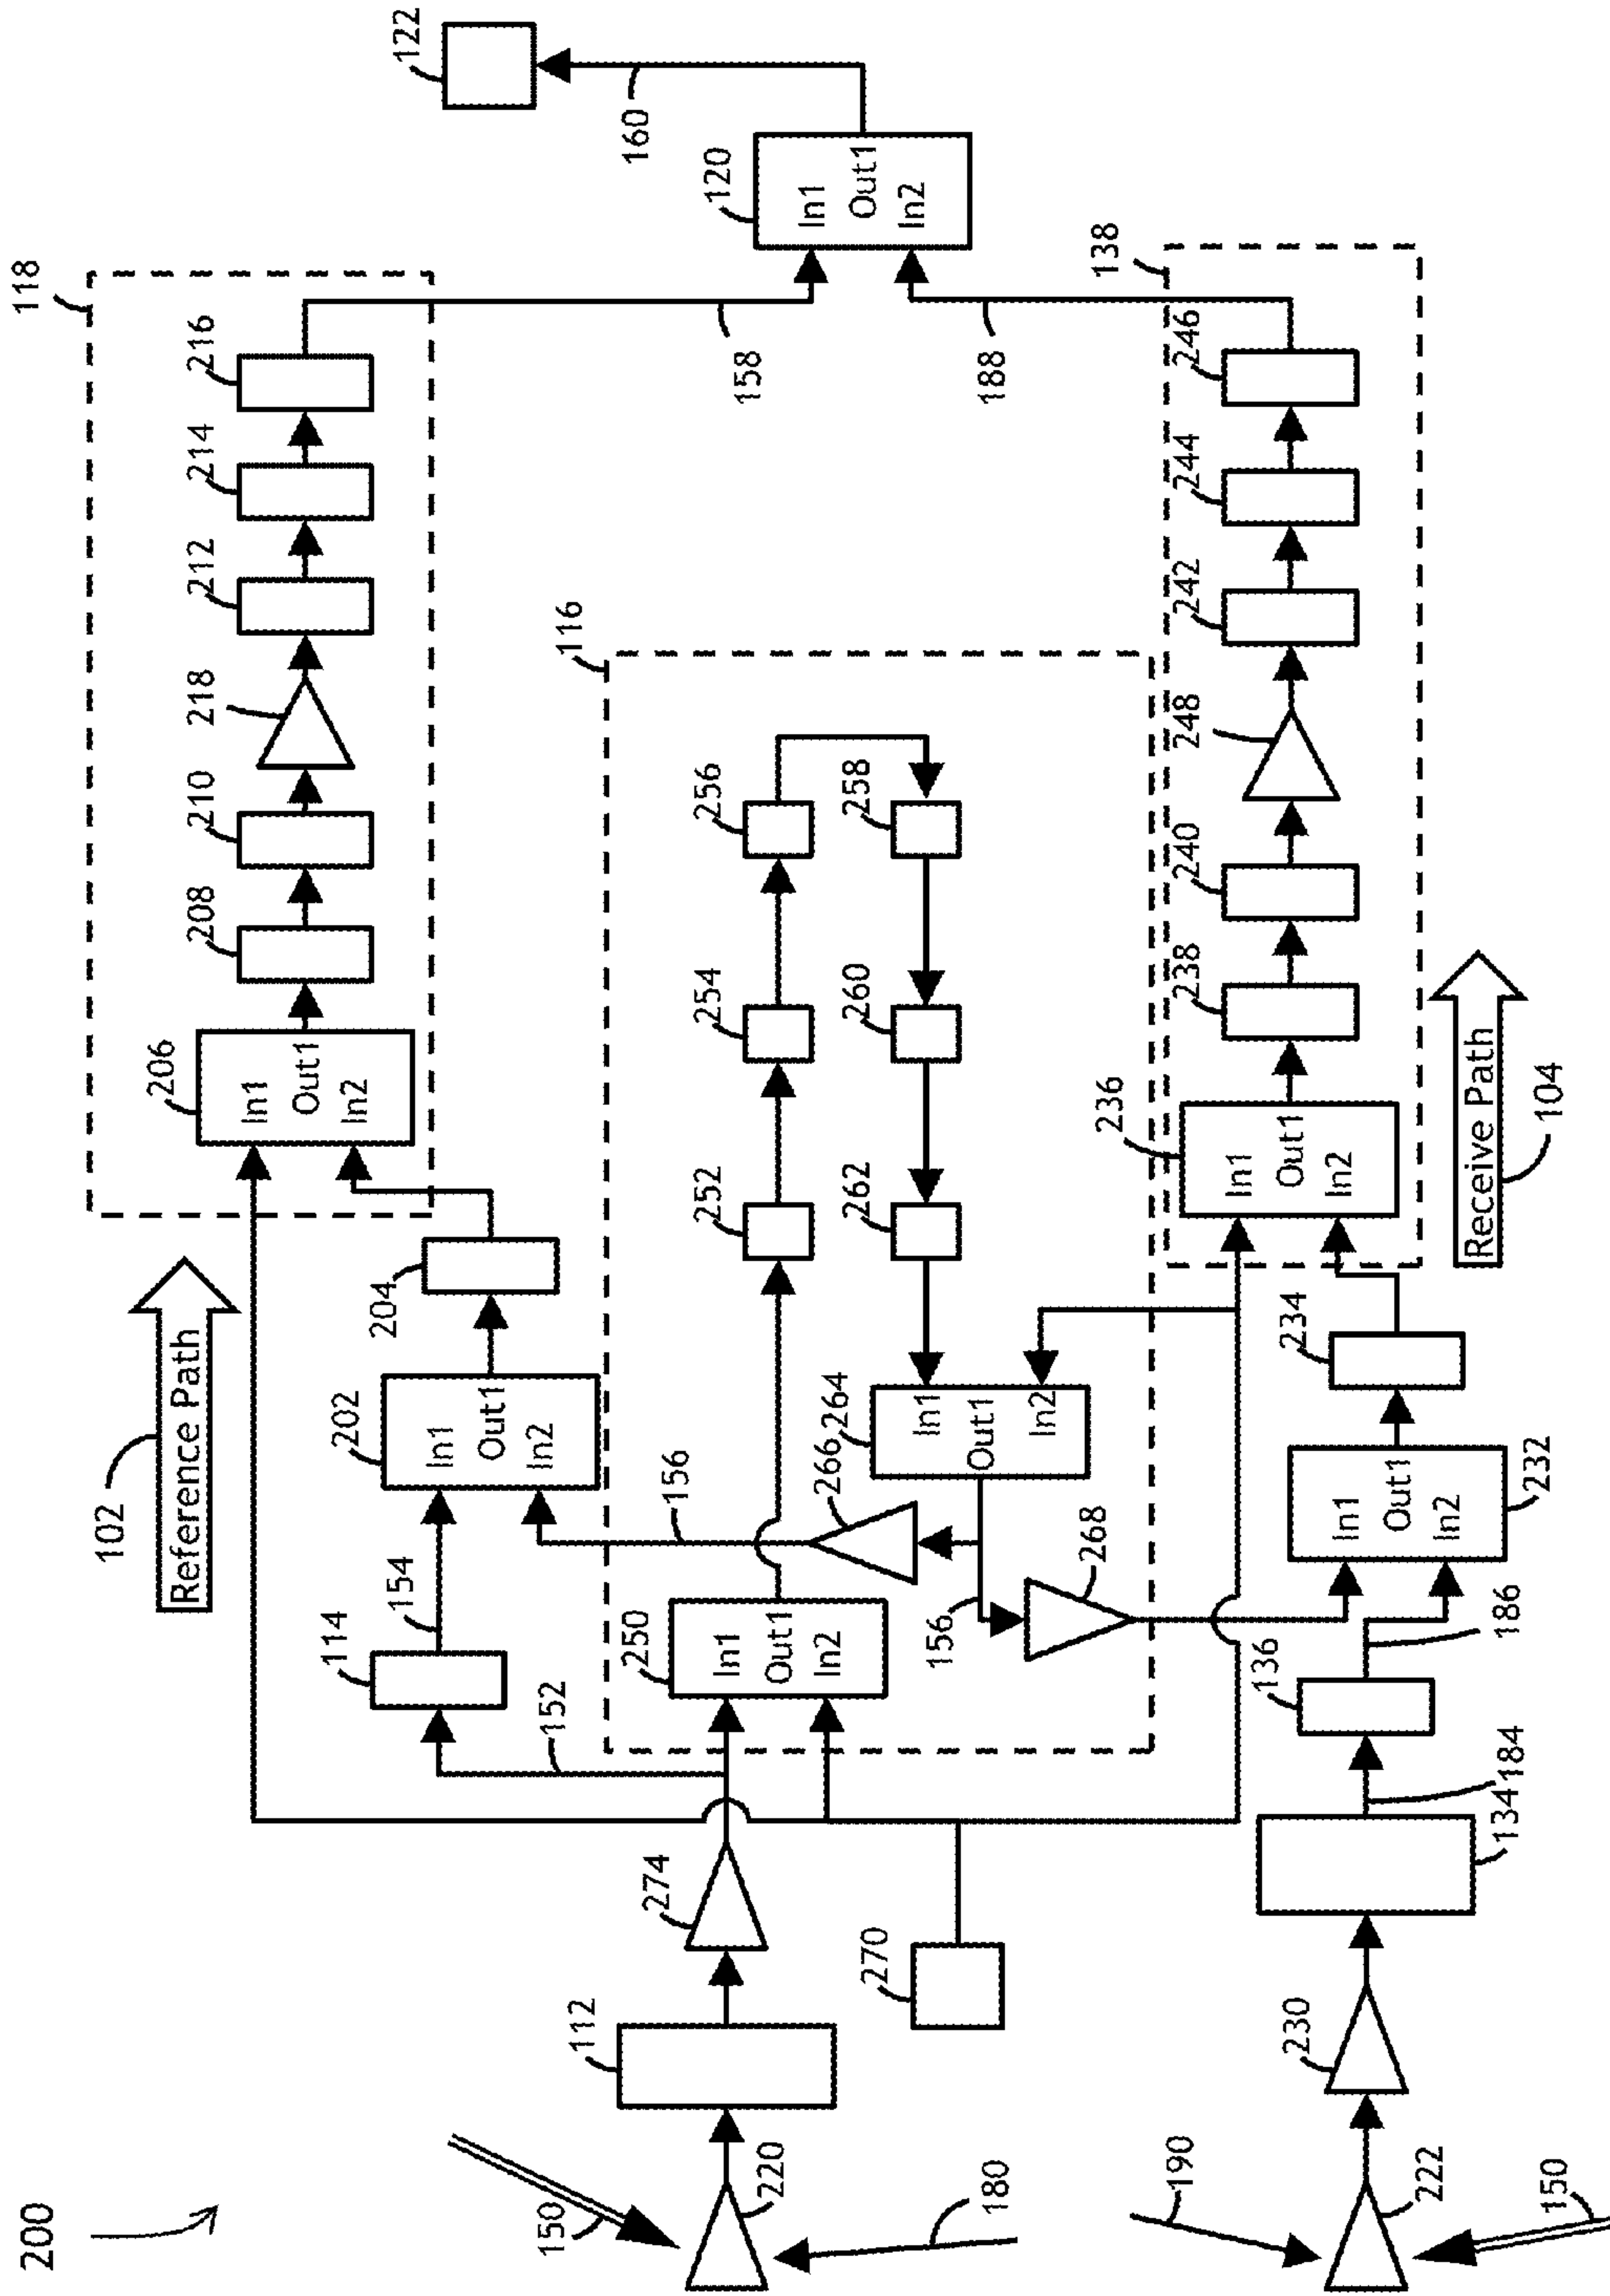 200
102
Reference Path
118
206
In1
Out1
In2
208
210
218
212
214
216
122
160
120
In1
Out1
In2
158
188
114
154
152
202
In1
Out1
In2
204
116
156
250
In1
Out1
In2
252
254
256
258
260
262
264
In1
Out1
In2
266
156
268
150
220
180
112
274
270
190
222
150
230
134
184
136
186
232
In1
Out1
In2
234
138
236
In1
Out1
In2
238
240
248
242
244
246
Receive Path
104